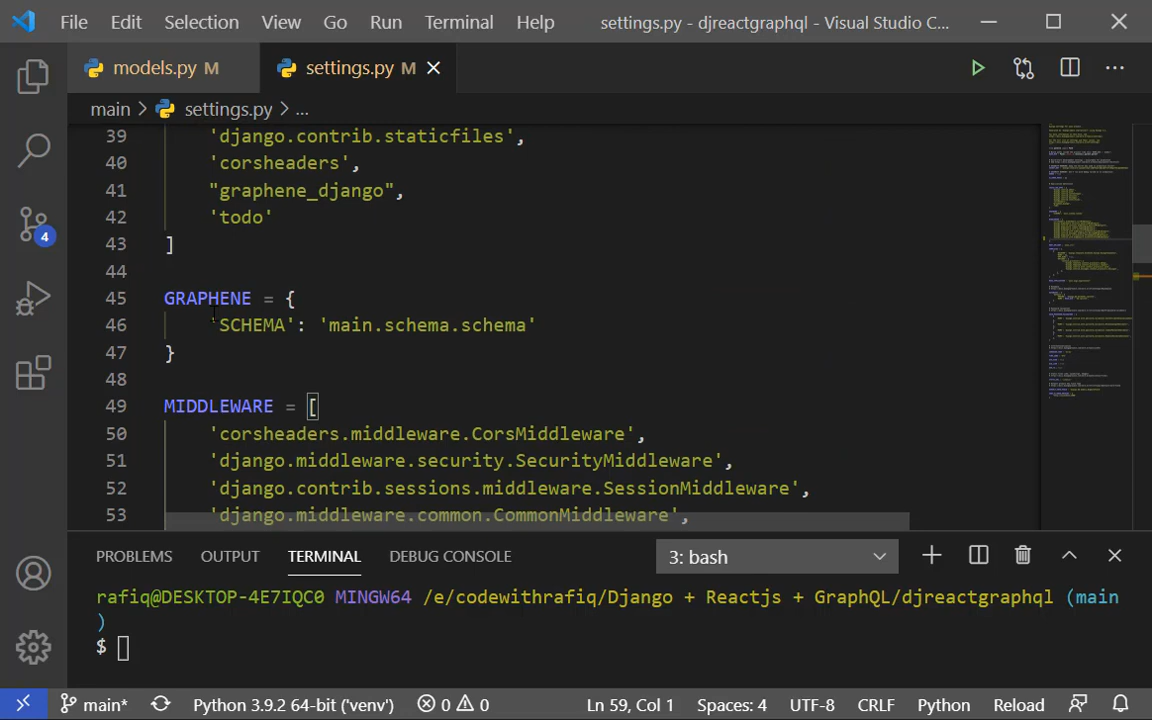 File Edit Selection View Go Run Terminal Help settings.py - djreactgraphql - Visual Studio C...
models.py M settings.py M
main > settings.py > ...
39 'django.contrib.staticfiles',
40 'corsheaders',
41 "graphene_django",
42 'todo'
43 ]
44
45 GRAPHENE = {
46 'SCHEMA': 'main.schema.schema'
47 }
48
49 MIDDLEWARE = [
50 'corsheaders.middleware.CorsMiddleware',
51 'django.middleware.security.SecurityMiddleware',
52 'django.contrib.sessions.middleware.SessionMiddleware',
53 'django.middleware.common.CommonMiddleware',
4
PROBLEMS OUTPUT TERMINAL DEBUG CONSOLE 3: bash
rafiq@DESKTOP-4E7IQC0 MINGW64 /e/codewithrafiq/Django + Reactjs + GraphQL/djreactgraphql (main
)
$
main* Python 3.9.2 64-bit ('venv') 0 0 Ln 59, Col 1 Spaces: 4 UTF-8 CRLF Python Reload